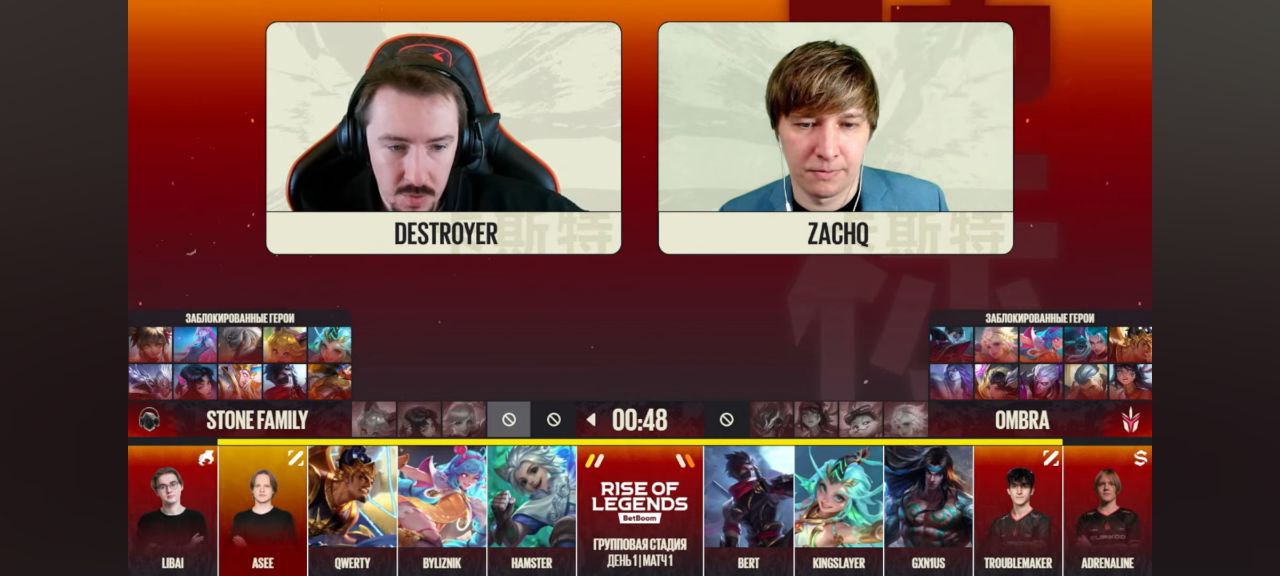 DESTROYER
ZACHQ
ЗАБЛОКИРОВАННЫЕ ГЕРОИ
ЗАБЛОКИРОВАННЫЕ ГЕРОИ
STONE FAMILY
00:48
OMBRA
RISE OF
LEGENDS
BetBoom
ГРУППОВАЯ СТАДИЯ
ДЕНЬ 1 | МАТЧ 1
LIBAI
ASEE
QWERTY
BYLIZNIK
HAMSTER
BERT
KINGSLAYER
GXN1US
TROUBLEMAKER
ADRENALINE